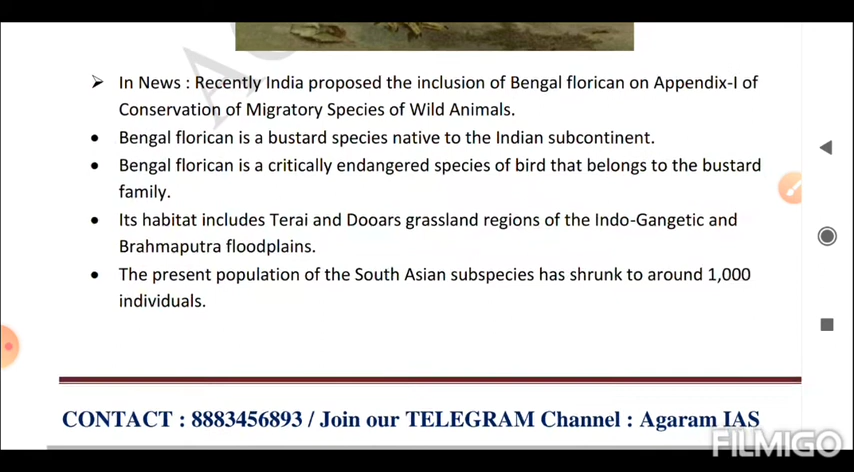 ➢ In News : Recently India proposed the inclusion of Bengal florican on Appendix-I of
Conservation of Migratory Species of Wild Animals.
• Bengal florican is a bustard species native to the Indian subcontinent.
• Bengal florican is a critically endangered species of bird that belongs to the bustard
family.
• Its habitat includes Terai and Dooars grassland regions of the Indo-Gangetic and
Brahmaputra floodplains.
• The present population of the South Asian subspecies has shrunk to around 1,000
individuals.
CONTACT : 8883456893 / Join our TELEGRAM Channel : Agaram IAS
FILMIGO